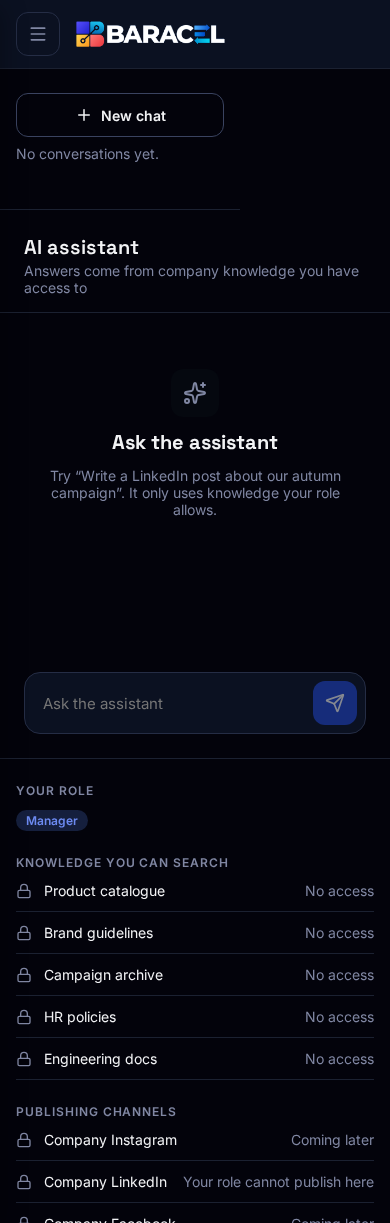 BARACEL
New chat
No conversations yet.
AI assistant
Answers come from company knowledge you have
access to
Ask the assistant
Try “Write a LinkedIn post about our autumn
campaign”. It only uses knowledge your role
allows.
Ask the assistant
YOUR ROLE
Manager
KNOWLEDGE YOU CAN SEARCH
Product catalogue No access
Brand guidelines No access
Campaign archive No access
HR policies No access
Engineering docs No access
PUBLISHING CHANNELS
Company Instagram Coming later
Company LinkedIn Your role cannot publish here
Company Facebook Coming later